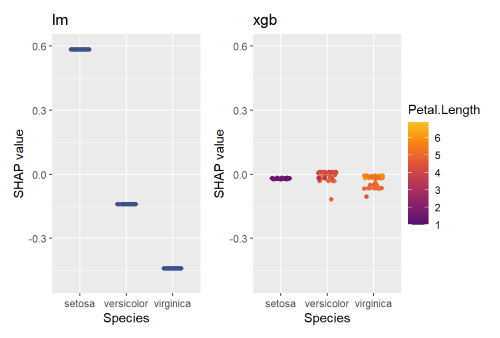 lm
SHAP value
0.6
0.3
0.0
-0.3
setosa versicolor virginica
Species
xgb
SHAP value
0.6
0.3
0.0
-0.3
setosa versicolor virginica
Species
Petal.Length
6
5
4
3
2
1